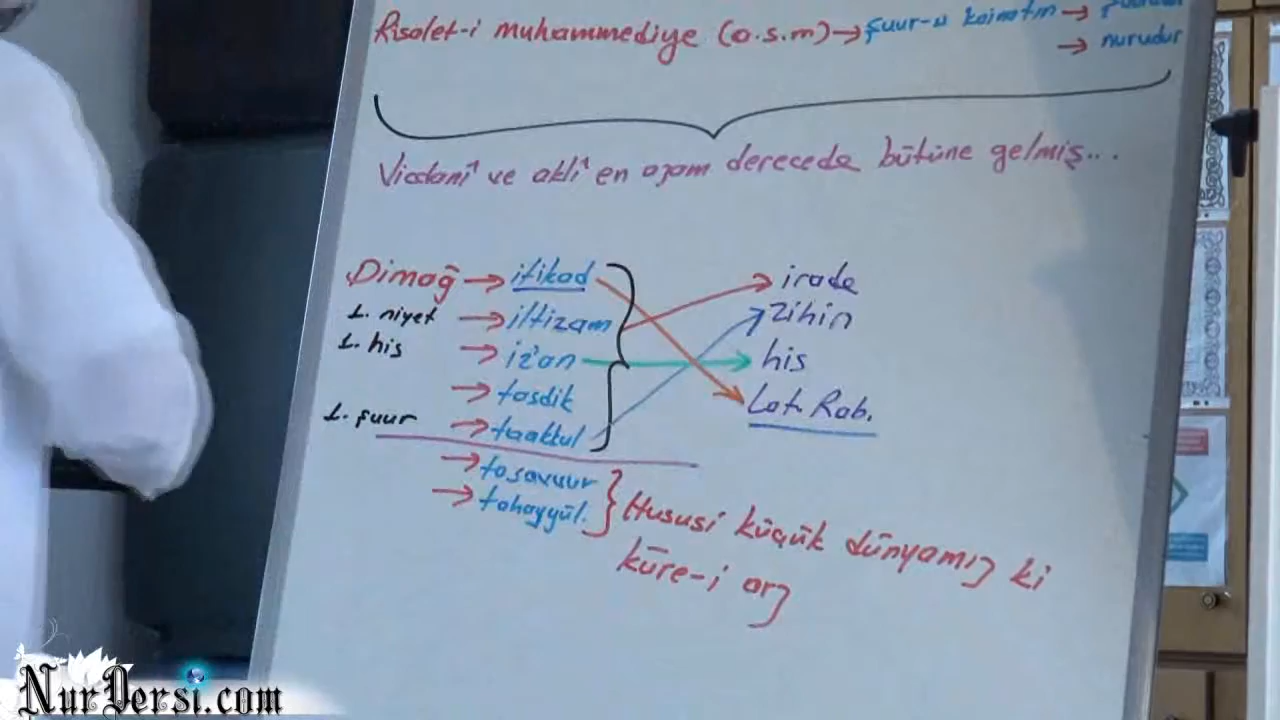 Risalet-i muhammediye (a.s.m) → şuur-u kainatın →
→ nurudur
Vicdanî ve aklî en azam derecede bütüne gelmiş...
Dimağ → itikad irade
1. niyet → iltizam zihin
1. his → iz'an his
→ tasdik Lat. Rab.
1. şuur → taakkul
→ tasavuur
→ tahayyül. } Hususi küçük dünyamız ki
küre-i arz
NurDersi.com